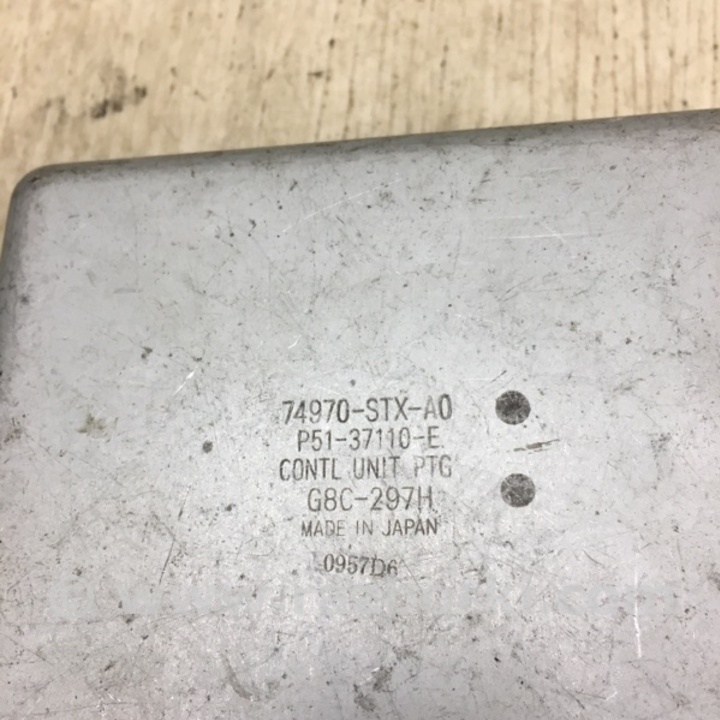 74970-STX-A0
P51-37110-E
CONTL UNIT PTG
G8C-297H
MADE IN JAPAN
0957D6